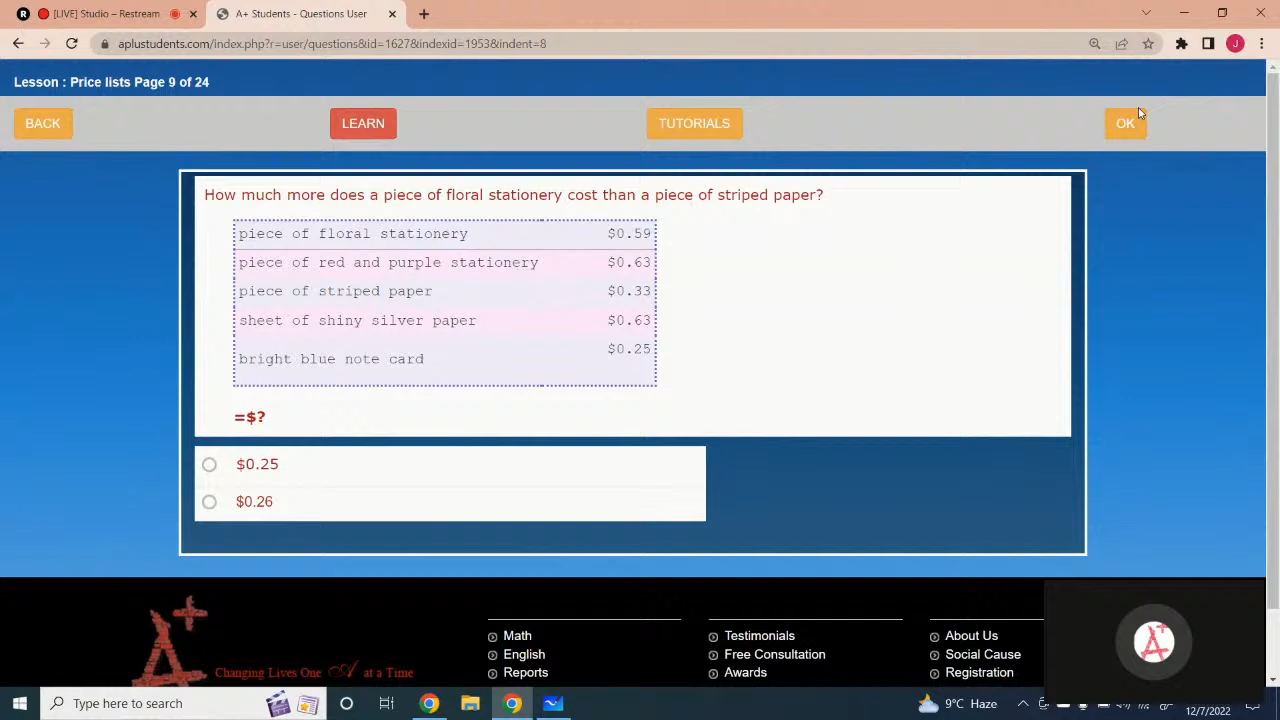 [LIVE] Studio – Restream
A+ Students - Questions User
aplustudents.com/index.php?r=user/questions&id=1627&indexid=1953&indent=8
J
Lesson : Price lists Page 9 of 24
BACK
LEARN
TUTORIALS
OK
How much more does a piece of floral stationery cost than a piece of striped paper?
piece of floral stationery $0.59
piece of red and purple stationery $0.63
piece of striped paper $0.33
sheet of shiny silver paper $0.63
bright blue note card $0.25
=$?
$0.25
$0.26
A+
Changing Lives One A at a Time
Math
English
Reports
Testimonials
Free Consultation
Awards
About Us
Social Cause
Registration
Type here to search
9°C Haze
12/7/2022